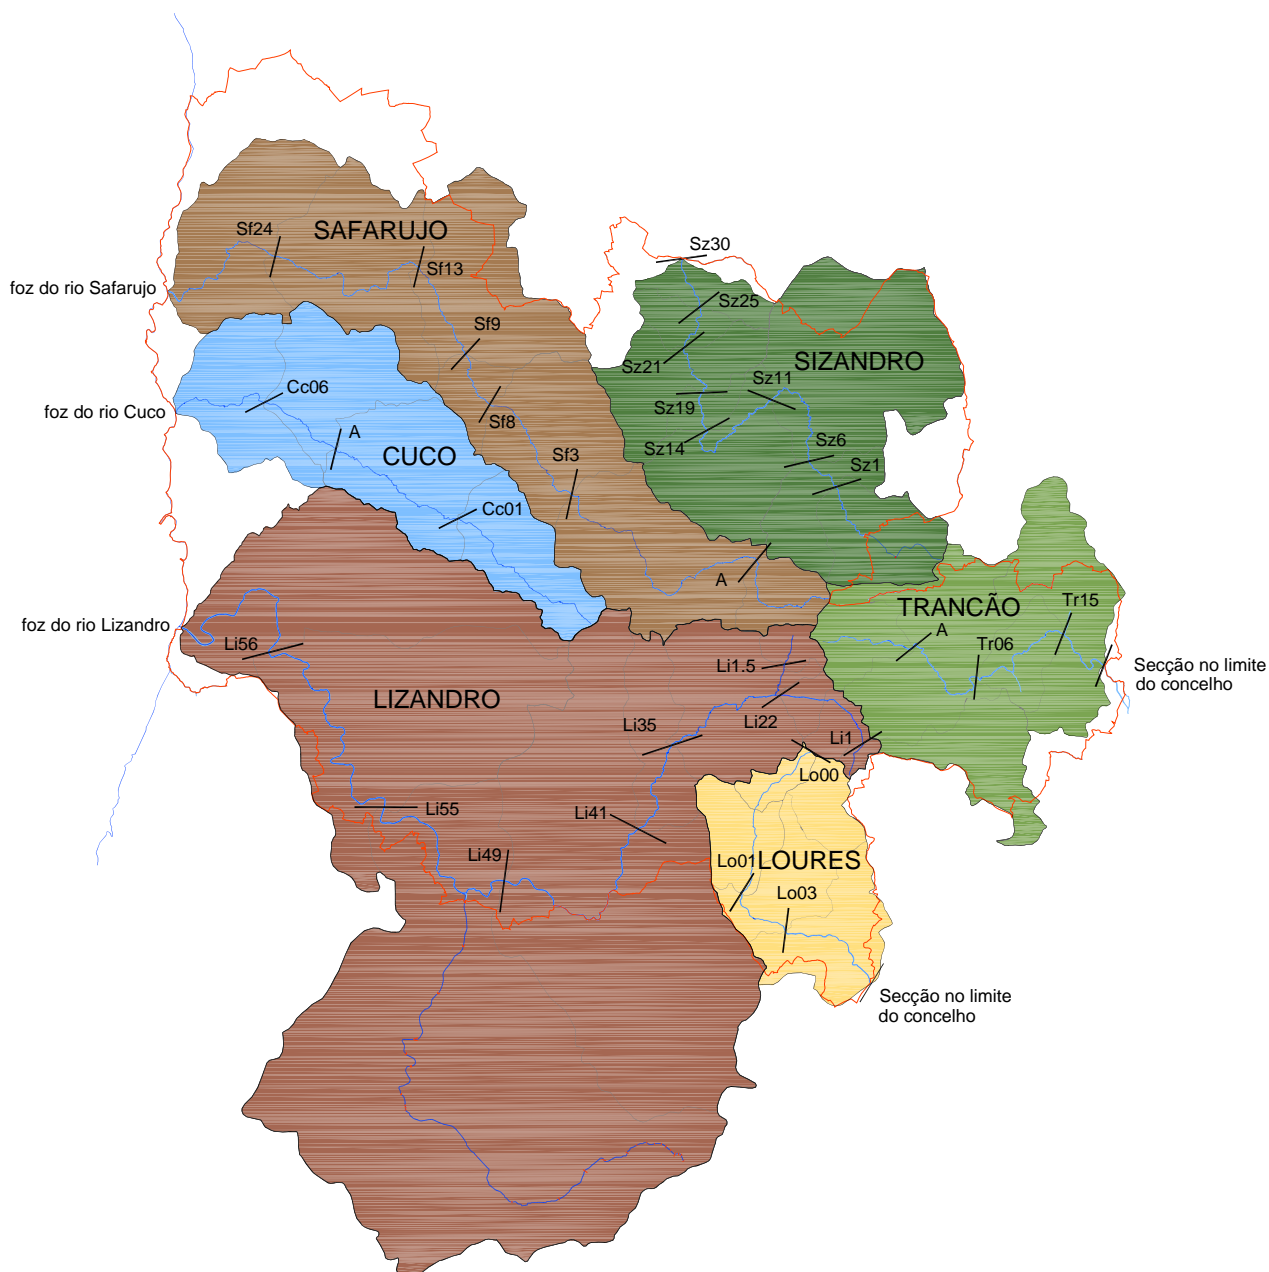 SAFARUJO
Sf24
Sf13
foz do rio Safarujo
Sf9
Sf8
Sf3
A
Sz30
Sz25
SIZANDRO
Sz21
Sz11
Sz19
Sz14
Sz6
Sz1
Cc06
foz do rio Cuco
A
CUCO
Cc01
TRANCÃO
Tr15
A
Tr06
Secção no limite
do concelho
foz do rio Lizandro
Li56
LIZANDRO
Li1.5
Li22
Li35
Li1
Li55
Li41
Li49
Lo00
Lo01
LOURES
Lo03
Secção no limite
do concelho